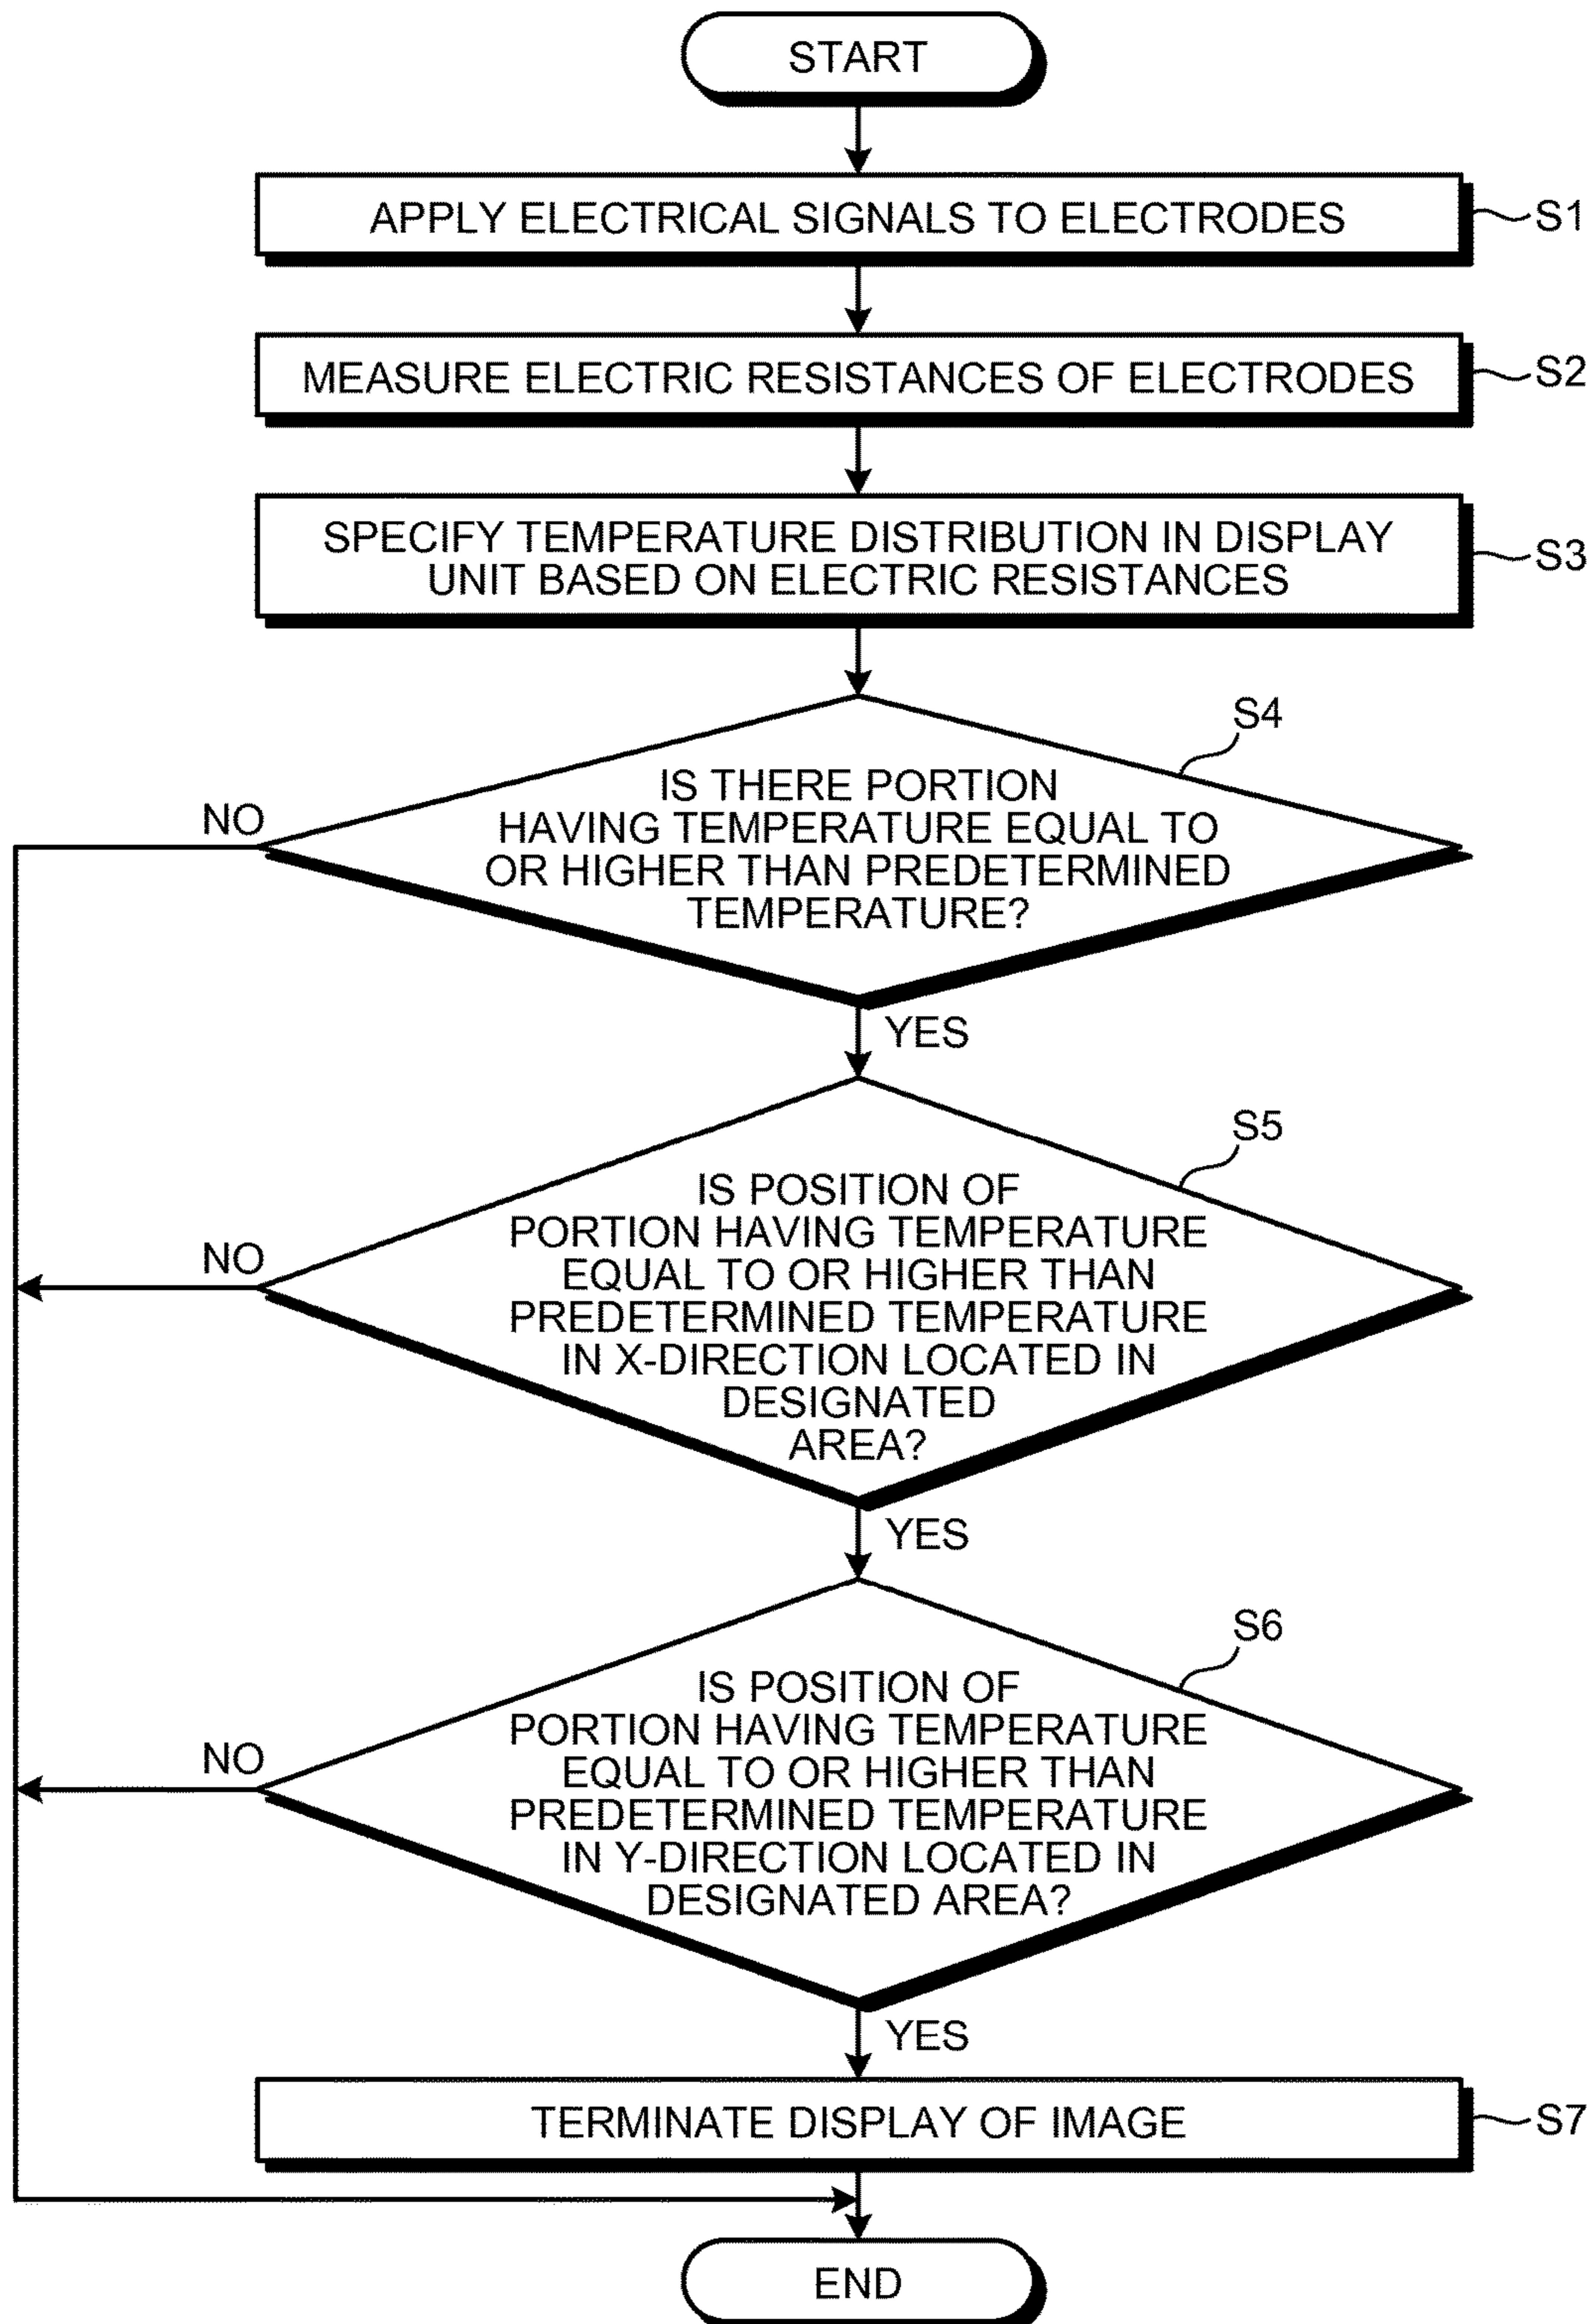 START
APPLY ELECTRICAL SIGNALS TO ELECTRODES
S1
MEASURE ELECTRIC RESISTANCES OF ELECTRODES
S2
SPECIFY TEMPERATURE DISTRIBUTION IN DISPLAY
UNIT BASED ON ELECTRIC RESISTANCES
S3
S4
IS THERE PORTION
HAVING TEMPERATURE EQUAL TO
OR HIGHER THAN PREDETERMINED
TEMPERATURE?
NO
YES
S5
IS POSITION OF
PORTION HAVING TEMPERATURE
EQUAL TO OR HIGHER THAN
PREDETERMINED TEMPERATURE
IN X-DIRECTION LOCATED IN
DESIGNATED
AREA?
NO
YES
S6
IS POSITION OF
PORTION HAVING TEMPERATURE
EQUAL TO OR HIGHER THAN
PREDETERMINED TEMPERATURE
IN Y-DIRECTION LOCATED IN
DESIGNATED AREA?
NO
YES
TERMINATE DISPLAY OF IMAGE
S7
END